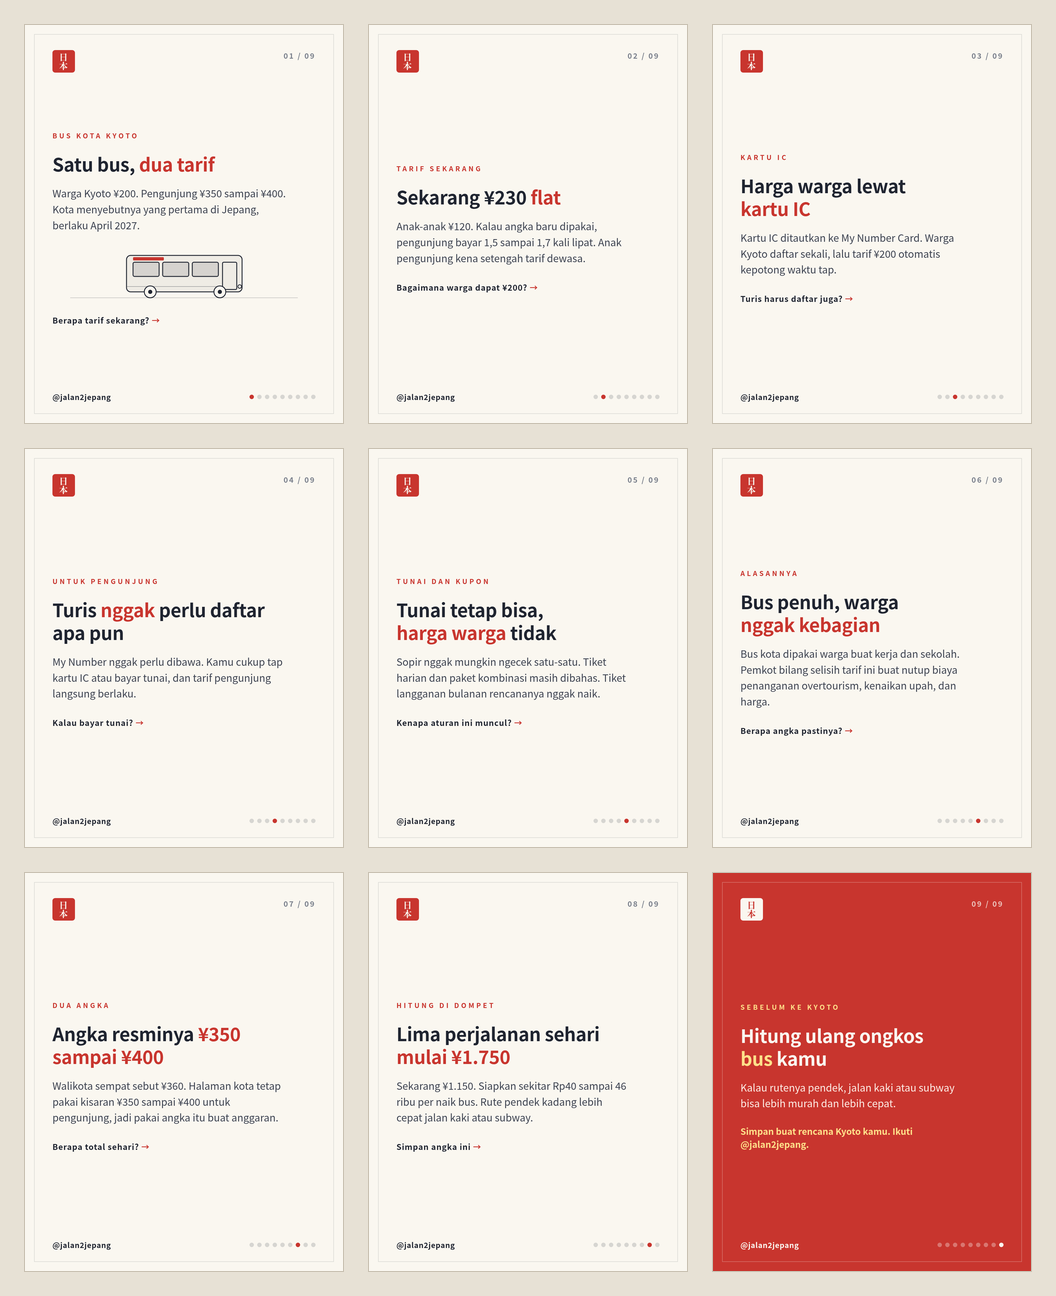 日本
01 / 09
BUS KOTA KYOTO
Satu bus, dua tarif
Warga Kyoto ¥200. Pengunjung ¥350 sampai ¥400.
Kota menyebutnya yang pertama di Jepang,
berlaku April 2027.
Berapa tarif sekarang? →
@jalan2jepang
日本
02 / 09
TARIF SEKARANG
Sekarang ¥230 flat
Anak-anak ¥120. Kalau angka baru dipakai,
pengunjung bayar 1,5 sampai 1,7 kali lipat. Anak
pengunjung kena setengah tarif dewasa.
Bagaimana warga dapat ¥200? →
@jalan2jepang
日本
03 / 09
KARTU IC
Harga warga lewat
kartu IC
Kartu IC ditautkan ke My Number Card. Warga
Kyoto daftar sekali, lalu tarif ¥200 otomatis
kepotong waktu tap.
Turis harus daftar juga? →
@jalan2jepang
日本
04 / 09
UNTUK PENGUNJUNG
Turis nggak perlu daftar
apa pun
My Number nggak perlu dibawa. Kamu cukup tap
kartu IC atau bayar tunai, dan tarif pengunjung
langsung berlaku.
Kalau bayar tunai? →
@jalan2jepang
日本
05 / 09
TUNAI DAN KUPON
Tunai tetap bisa,
harga warga tidak
Sopir nggak mungkin ngecek satu-satu. Tiket
harian dan paket kombinasi masih dibahas. Tiket
langganan bulanan rencananya nggak naik.
Kenapa aturan ini muncul? →
@jalan2jepang
日本
06 / 09
ALASANNYA
Bus penuh, warga
nggak kebagian
Bus kota dipakai warga buat kerja dan sekolah.
Pemkot bilang selisih tarif ini buat nutup biaya
penanganan overtourism, kenaikan upah, dan
harga.
Berapa angka pastinya? →
@jalan2jepang
日本
07 / 09
DUA ANGKA
Angka resminya ¥350
sampai ¥400
Walikota sempat sebut ¥360. Halaman kota tetap
pakai kisaran ¥350 sampai ¥400 untuk
pengunjung, jadi pakai angka itu buat anggaran.
Berapa total sehari? →
@jalan2jepang
日本
08 / 09
HITUNG DI DOMPET
Lima perjalanan sehari
mulai ¥1.750
Sekarang ¥1.150. Siapkan sekitar Rp40 sampai 46
ribu per naik bus. Rute pendek kadang lebih
cepat jalan kaki atau subway.
Simpan angka ini →
@jalan2jepang
日本
09 / 09
SEBELUM KE KYOTO
Hitung ulang ongkos
bus kamu
Kalau rutenya pendek, jalan kaki atau subway
bisa lebih murah dan lebih cepat.
Simpan buat rencana Kyoto kamu. Ikuti
@jalan2jepang.
@jalan2jepang